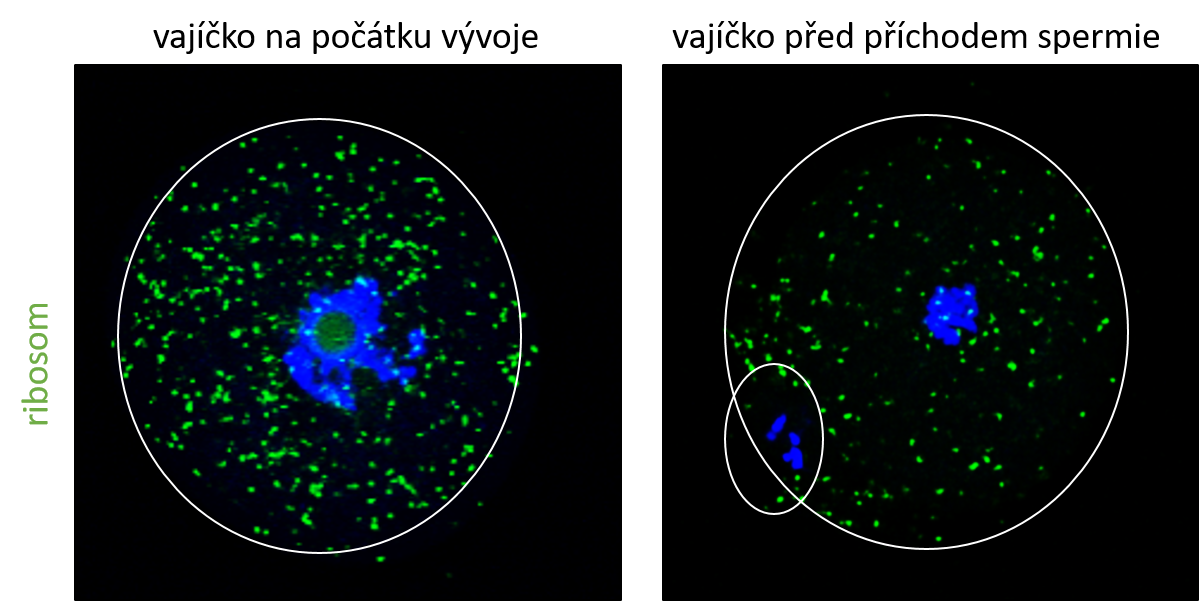 vajíčko na počátku vývoje
vajíčko před příchodem spermie
ribosom